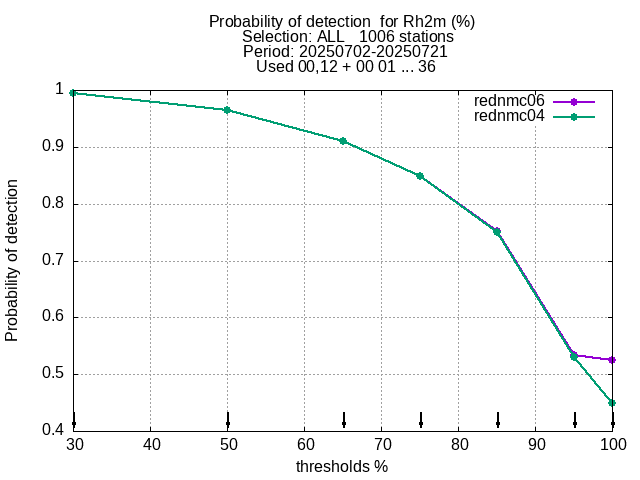 Probability of detection  for Rh2m (%)
Selection: ALL   1006 stations
Period: 20250702-20250721
Used 00,12 + 00 01 ... 36
rednmc06
rednmc04
Probability of detection
1
0.9
0.8
0.7
0.6
0.5
0.4
30 40 50 60 70 80 90 100
thresholds %